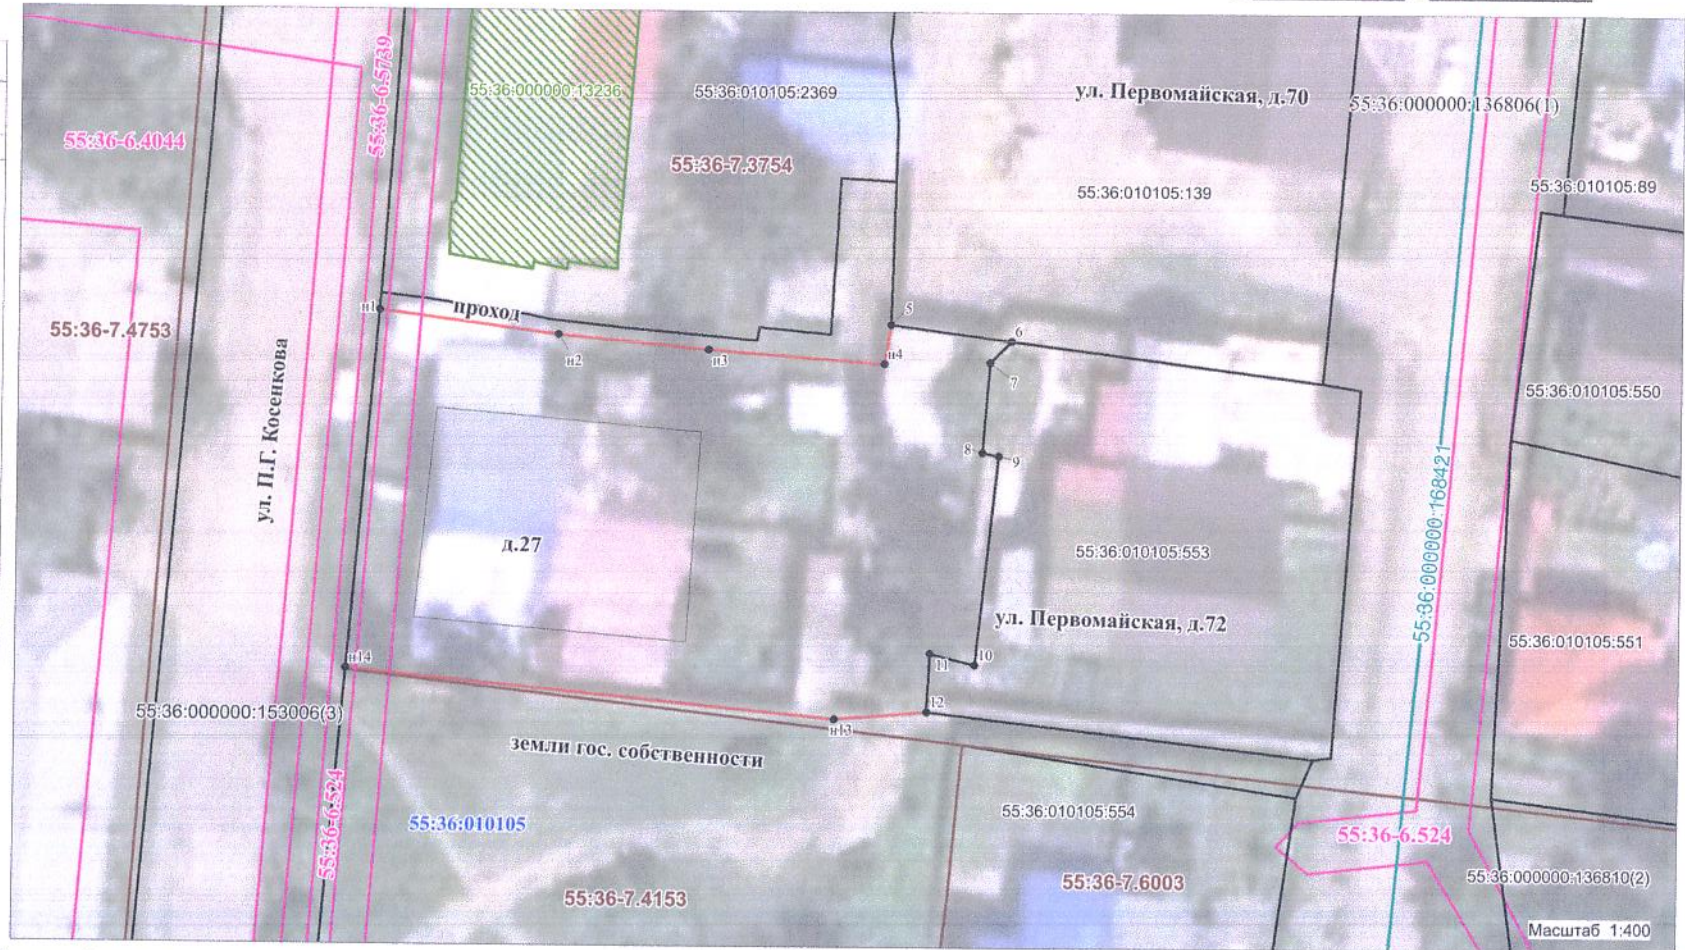 55:36:000000:13236
55:36:010105:2369
ул. Первомайская, д.70
55:36:000000:136806(1)
55:36-6.5739
55:36-6.4044
55:36-7.3754
55:36:010105:139
55:36:010105:89
н1
проход
5
6
55:36-7.4753
н2
н3
н4
7
ул. П.Г. Косенкова
55:36:010105:550
8
9
55:36:000000:168421
д.27
55:36:010105:553
ул. Первомайская, д.72
55:36:010105:551
н14
11
10
12
55:36:000000:153006(3)
н13
земли гос. собственности
55:36-6.524
55:36:010105
55:36:010105:554
55:36-6.524
55:36-7.4153
55:36-7.6003
55:36:000000:136810(2)
Масштаб 1:400